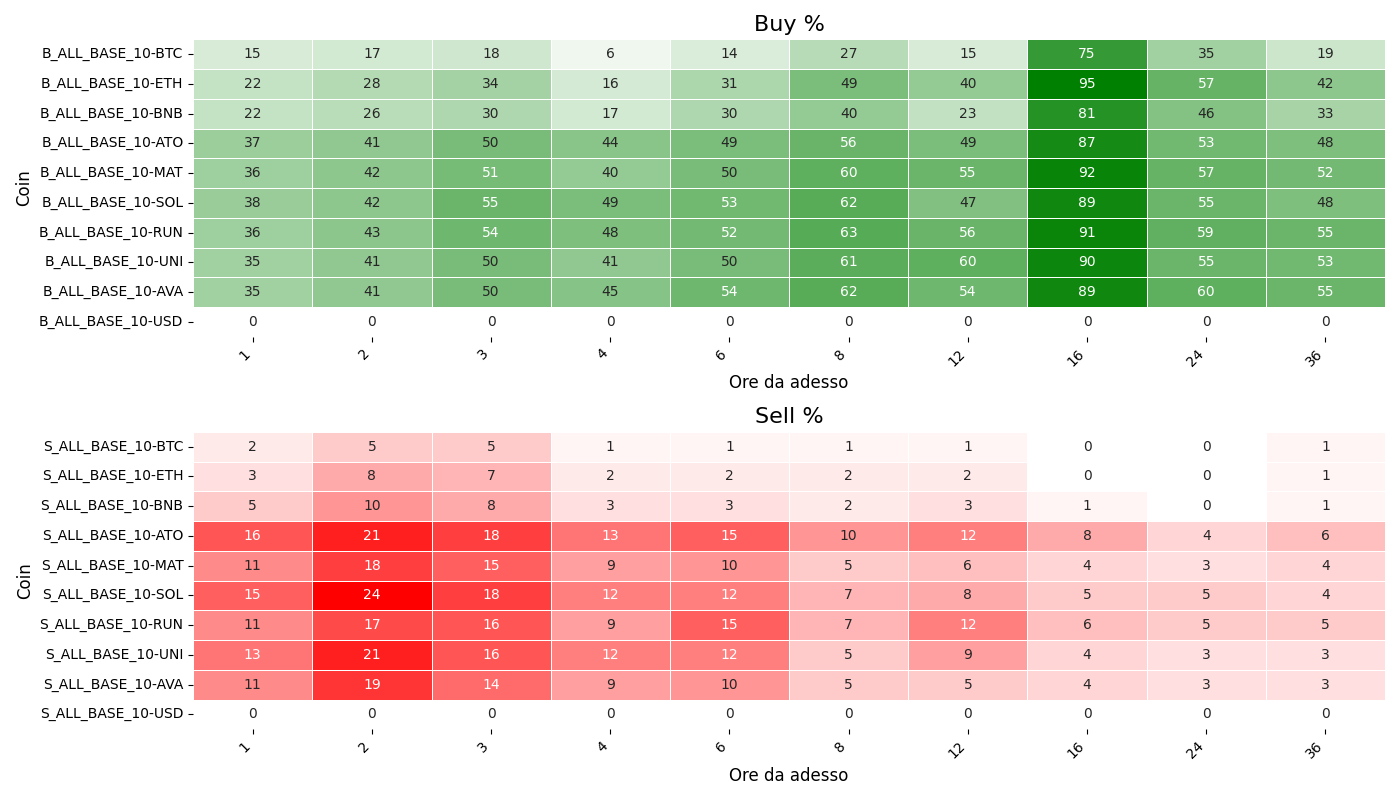 Buy %
Coin
B_ALL_BASE_10-BTC 15 17 18 6 14 27 15 75 35 19
B_ALL_BASE_10-ETH 22 28 34 16 31 49 40 95 57 42
B_ALL_BASE_10-BNB 22 26 30 17 30 40 23 81 46 33
B_ALL_BASE_10-ATO 37 41 50 44 49 56 49 87 53 48
B_ALL_BASE_10-MAT 36 42 51 40 50 60 55 92 57 52
B_ALL_BASE_10-SOL 38 42 55 49 53 62 47 89 55 48
B_ALL_BASE_10-RUN 36 43 54 48 52 63 56 91 59 55
B_ALL_BASE_10-UNI 35 41 50 41 50 61 60 90 55 53
B_ALL_BASE_10-AVA 35 41 50 45 54 62 54 89 60 55
B_ALL_BASE_10-USD 0 0 0 0 0 0 0 0 0 0
1 2 3 4 6 8 12 16 24 36
Ore da adesso
Sell %
Coin
S_ALL_BASE_10-BTC 2 5 5 1 1 1 1 0 0 1
S_ALL_BASE_10-ETH 3 8 7 2 2 2 2 0 0 1
S_ALL_BASE_10-BNB 5 10 8 3 3 2 3 1 0 1
S_ALL_BASE_10-ATO 16 21 18 13 15 10 12 8 4 6
S_ALL_BASE_10-MAT 11 18 15 9 10 5 6 4 3 4
S_ALL_BASE_10-SOL 15 24 18 12 12 7 8 5 5 4
S_ALL_BASE_10-RUN 11 17 16 9 15 7 12 6 5 5
S_ALL_BASE_10-UNI 13 21 16 12 12 5 9 4 3 3
S_ALL_BASE_10-AVA 11 19 14 9 10 5 5 4 3 3
S_ALL_BASE_10-USD 0 0 0 0 0 0 0 0 0 0
1 2 3 4 6 8 12 16 24 36
Ore da adesso